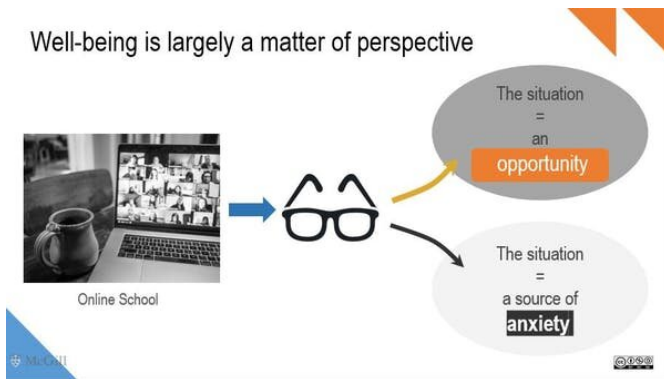 Well-being is largely a matter of perspective
The situation
=
an
opportunity
Online School
The situation
=
a source of
anxiety
McGill